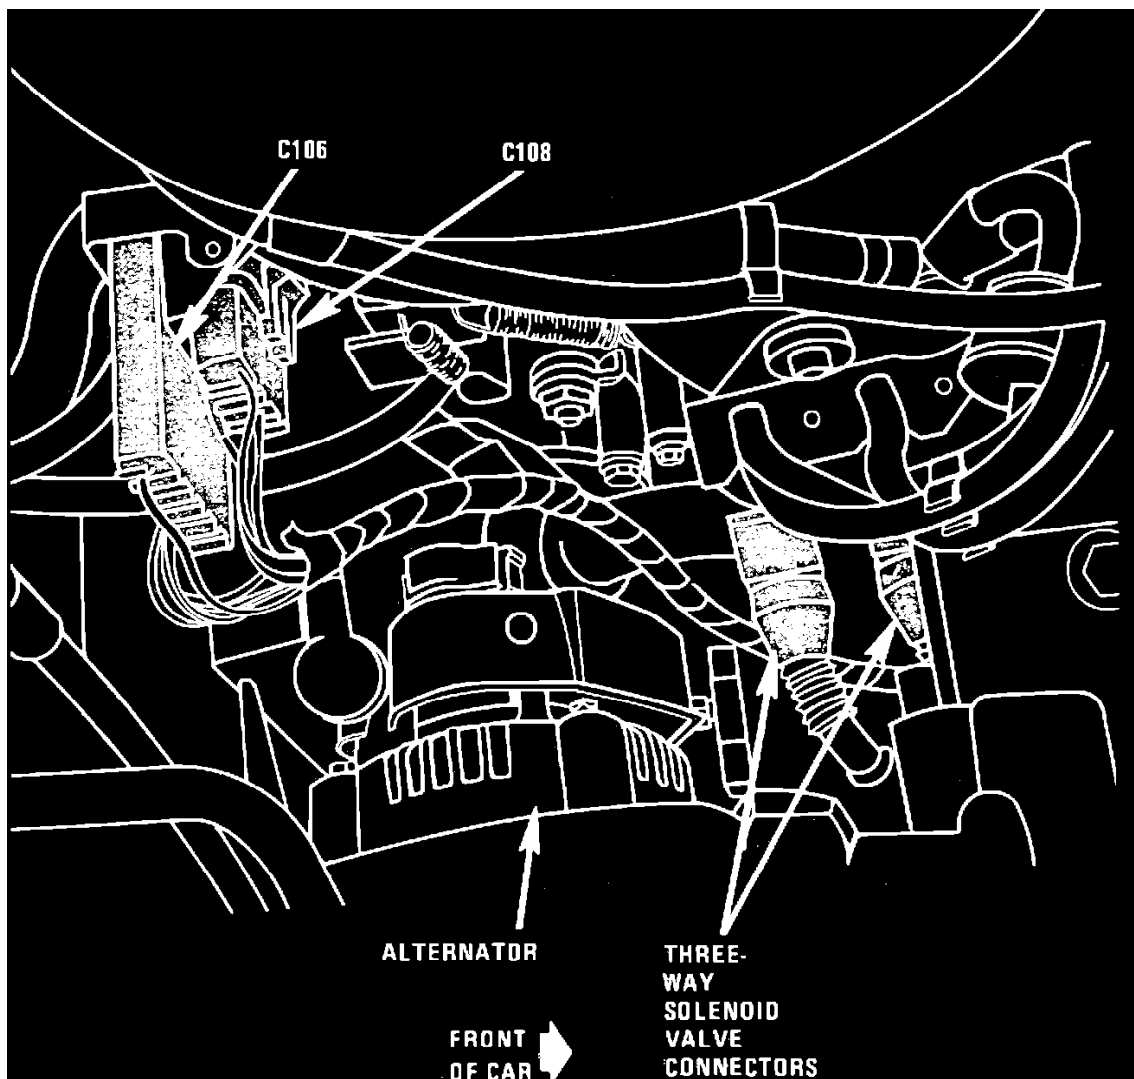 C106
C108
ALTERNATOR
THREE-
WAY
SOLENOID
VALVE
CONNECTORS
FRONT
OF CAR